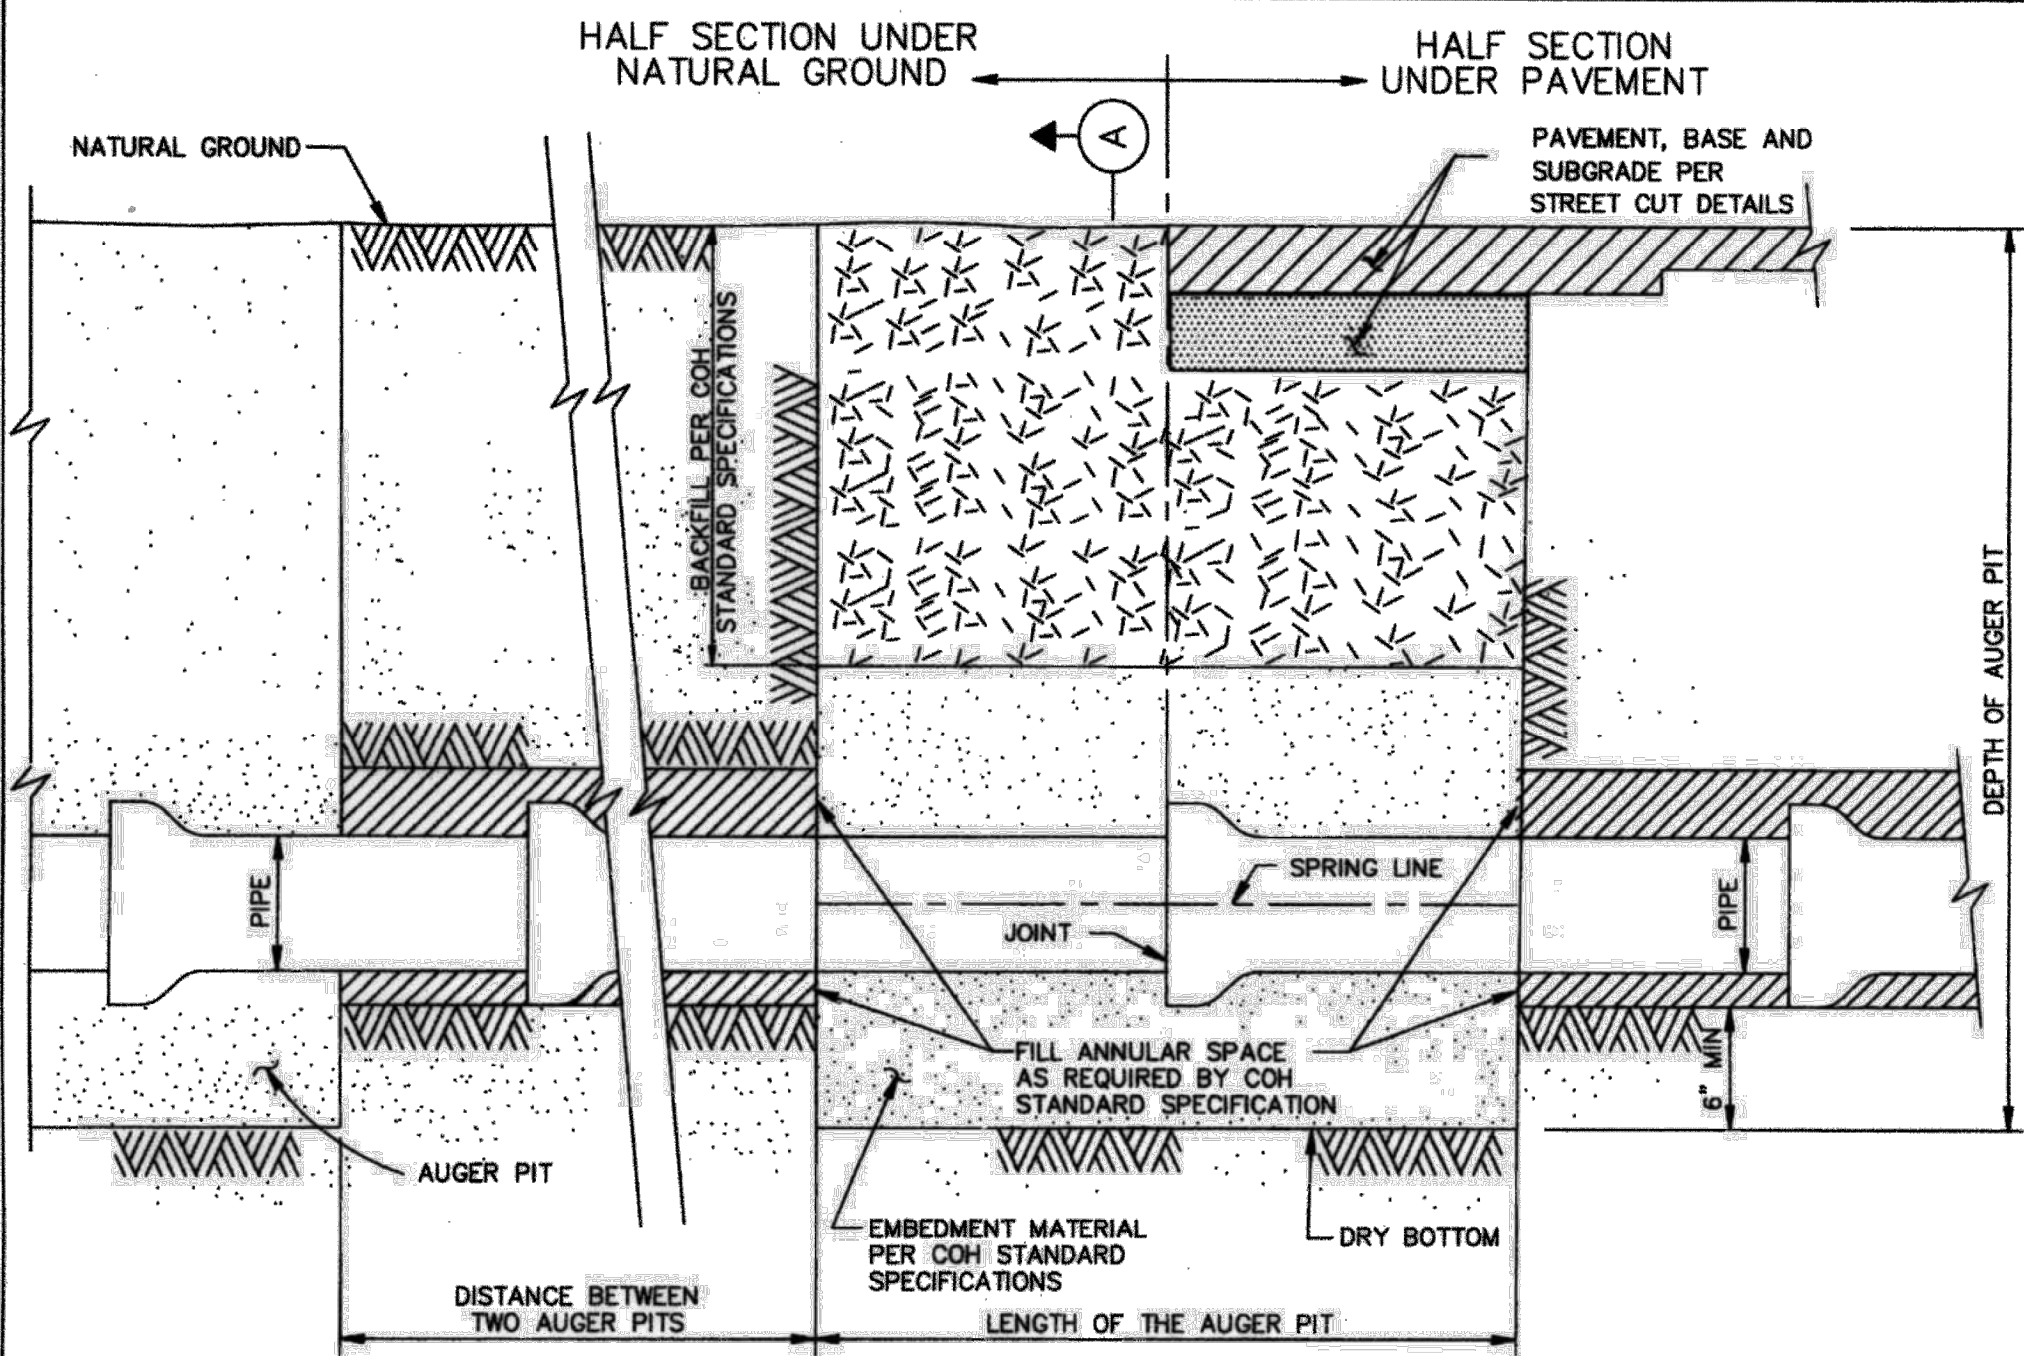 HALF SECTION UNDER
NATURAL GROUND
HALF SECTION
UNDER PAVEMENT
A
NATURAL GROUND
PAVEMENT, BASE AND
SUBGRADE PER
STREET CUT DETAILS
BACKFILL PER COH
STANDARD SPECIFICATIONS
DEPTH OF AUGER PIT
PIPE
SPRING LINE
JOINT
PIPE
FILL ANNULAR SPACE
AS REQUIRED BY COH
STANDARD SPECIFICATION
6" MIN
AUGER PIT
EMBEDMENT MATERIAL
PER COH STANDARD
SPECIFICATIONS
DRY BOTTOM
DISTANCE BETWEEN
TWO AUGER PITS
LENGTH OF THE AUGER PIT